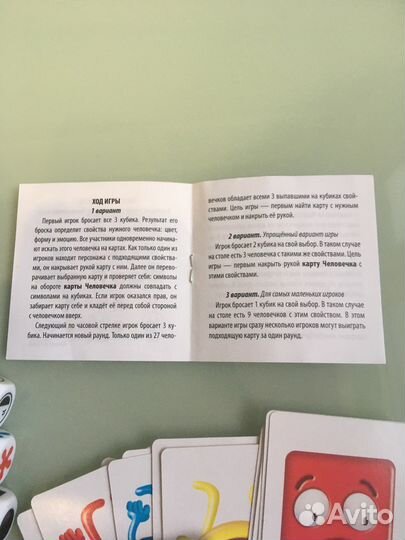 ХОД ИГРЫ
1 вариант
Первый игрок бросает все 3 кубика. Результат его
броска определит свойства нужного человечка: цвет,
форму и эмоцию. Все участники одновременно начина-
ют искать этого человечка на картах. Как только один из
игроков находит персонажа с подходящими свойства-
ми, он накрывает рукой карту с ним. Далее он перево-
рачивает выбранную карту и проверяет себя: символы
на обороте карты Человечка должны совпадать с
символами на кубиках. Если игрок оказался прав, он
забирает карту себе и кладёт её перед собой стороной
с человечком вверх.
Следующий по часовой стрелке игрок бросает 3 ку-
бика. Начинается новый раунд. Только один из 27 чело-
вечков обладает всеми 3 выпавшими на кубиках свой-
ствами. Цель игры — первым найти карту с нужным
человечком и накрыть её рукой.
2 вариант. Упрощённый вариант игры
Игрок бросает 2 кубика на свой выбор. В таком случае
на столе есть 3 человечка с такими же свойствами. Цель
игры — первым накрыть рукой карту Человечка с
этими свойствами.
3 вариант. Для самых маленьких игроков
Игрок бросает 1 кубик на свой выбор. В таком случае
на столе есть 9 человечков с этим свойством. В этом
варианте игры сразу несколько игроков могут выиграть
подходящую карту за один раунд.
Avito